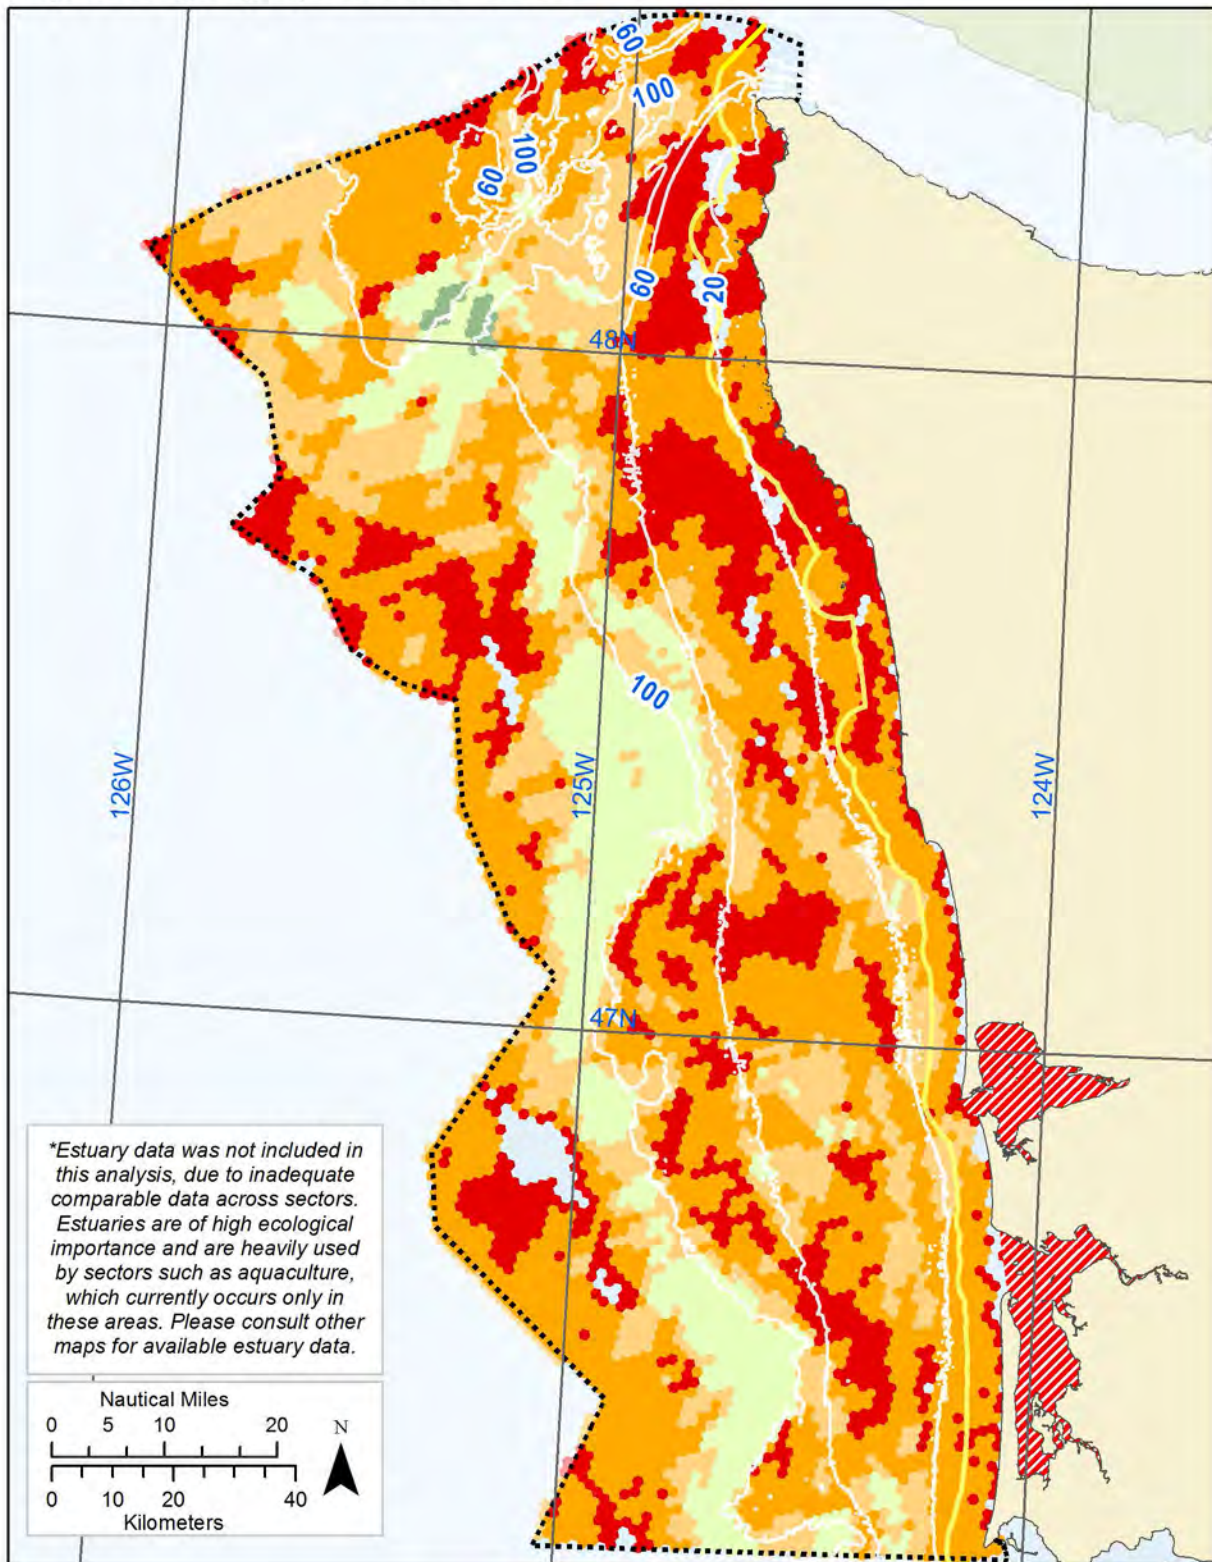 60
100
100
60
60
20
48N
100
126W
125W
124W
47N
*Estuary data was not included in
this analysis, due to inadequate
comparable data across sectors.
Estuaries are of high ecological
importance and are heavily used
by sectors such as aquaculture,
which currently occurs only in
these areas. Please consult other
maps for available estuary data.
Nautical Miles
0 5 10 20
N
0 10 20 40
Kilometers